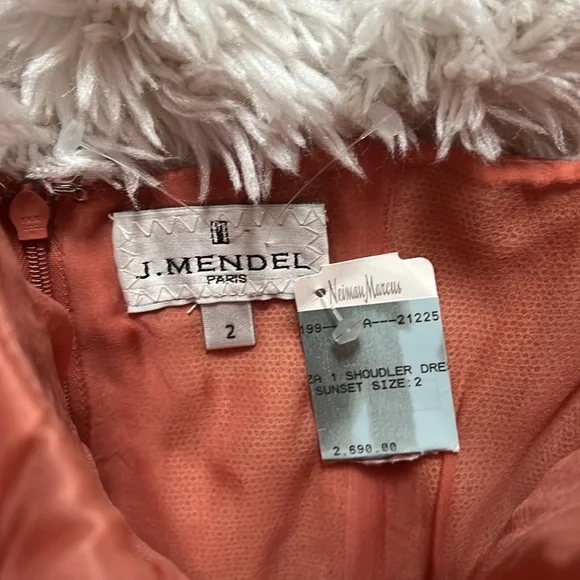 J. MENDEL
PARIS
2
Neiman Marcus
199-- A---21225
ZA 1 SHOUDLER DRE
SUNSET SIZE:2
2,690.00